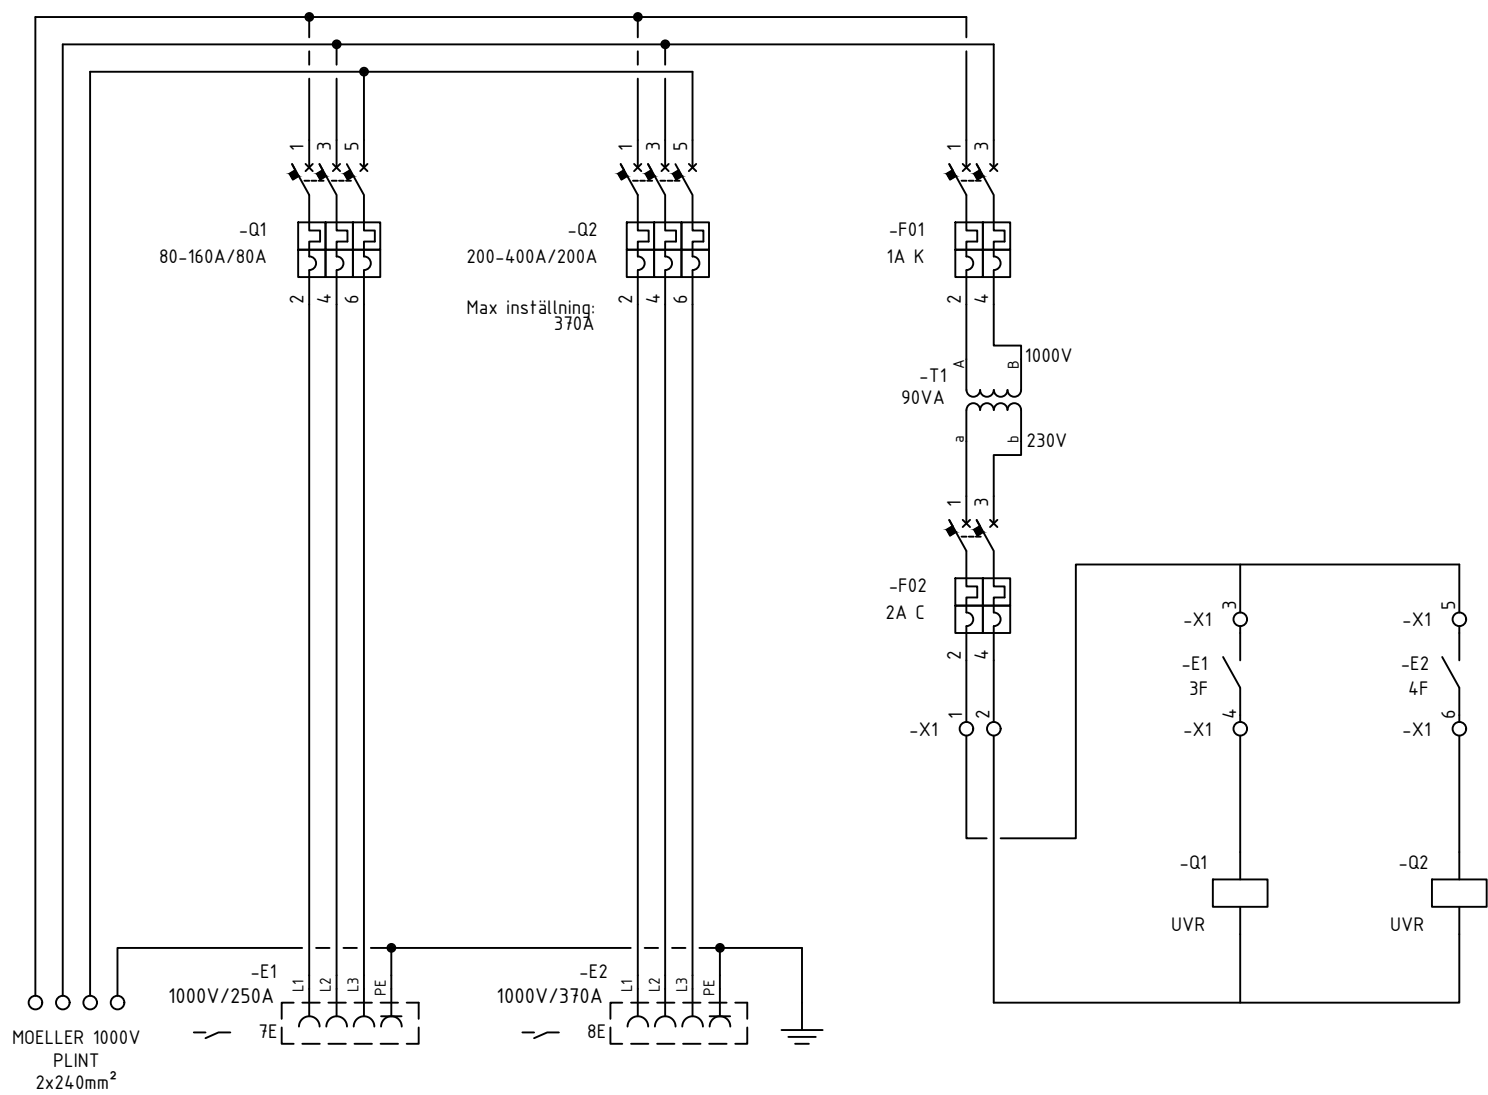 1 3 5
-Q1
80-160A/80A
2 4 6
1 3 5
-Q2
200-400A/200A
Max inställning:
370A
2 4 6
1 3
-F01
1A K
2 4
A B
1000V
-T1
90VA
a b
230V
1 3
-F02
2A C
2 4
1 2
-X1
3
-X1
-E1
3F
4
-X1
-Q1
UVR
5
-X1
-E2
4F
6
-X1
-Q2
UVR
-E1
1000V/250A
L1 L2 L3 PE
7E
-E2
1000V/370A
L1 L2 L3 PE
8E
MOELLER 1000V
PLINT
2x240mm²